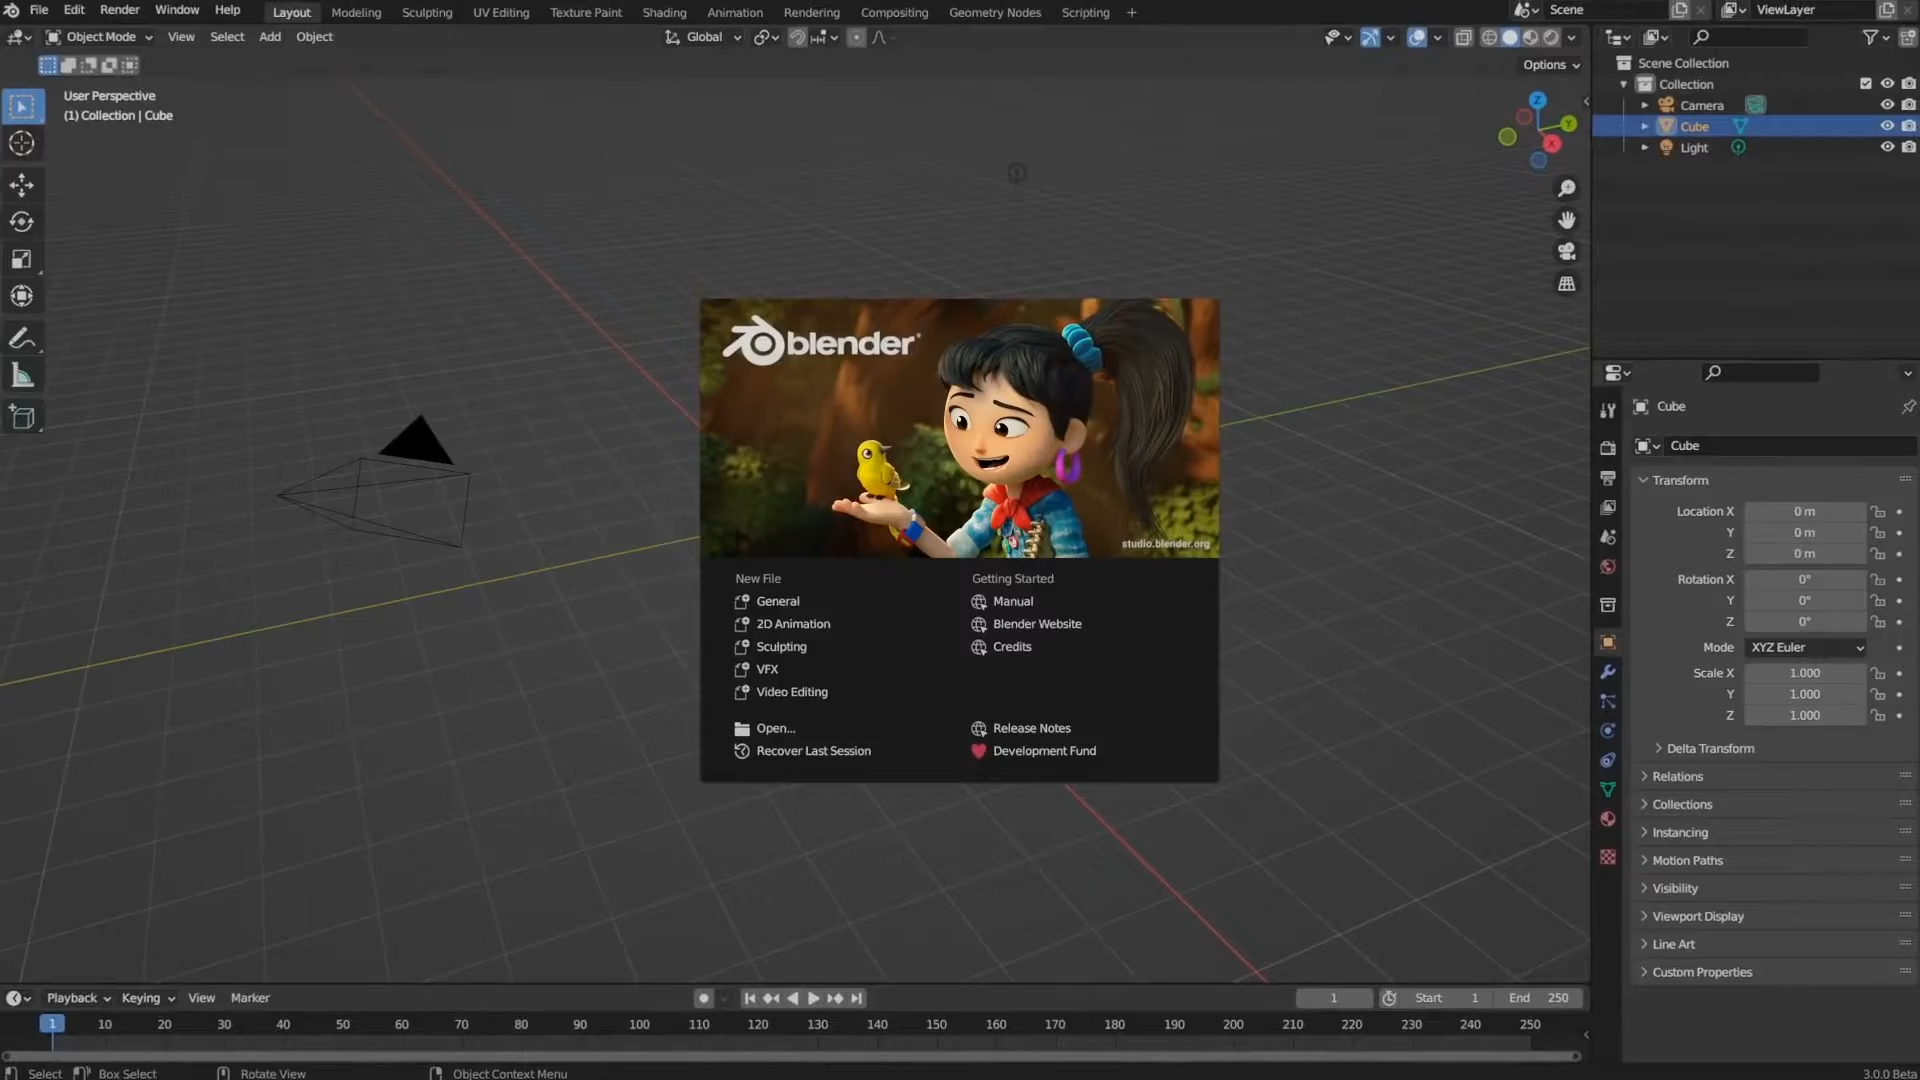 File Edit Render Window Help Layout Modeling Sculpting UV Editing Texture Paint Shading Animation Rendering Compositing Geometry Nodes Scripting + Scene ViewLayer
Object Mode View Select Add Object Global
Options
User Perspective
(1) Collection | Cube
Z
Y
X
Scene Collection
Collection
Camera
Cube
Light
blender
studio.blender.org
New File
General
2D Animation
Sculpting
VFX
Video Editing
Open...
Recover Last Session
Getting Started
Manual
Blender Website
Credits
Release Notes
Development Fund
Cube
Cube
Transform
Location X 0 m
Y 0 m
Z 0 m
Rotation X 0°
Y 0°
Z 0°
Mode XYZ Euler
Scale X 1.000
Y 1.000
Z 1.000
Delta Transform
Relations
Collections
Instancing
Motion Paths
Visibility
Viewport Display
Line Art
Custom Properties
Playback Keying View Marker 1 Start 1 End 250
1 10 20 30 40 50 60 70 80 90 100 110 120 130 140 150 160 170 180 190 200 210 220 230 240 250
Select Box Select Rotate View Object Context Menu 3.0.0 Beta